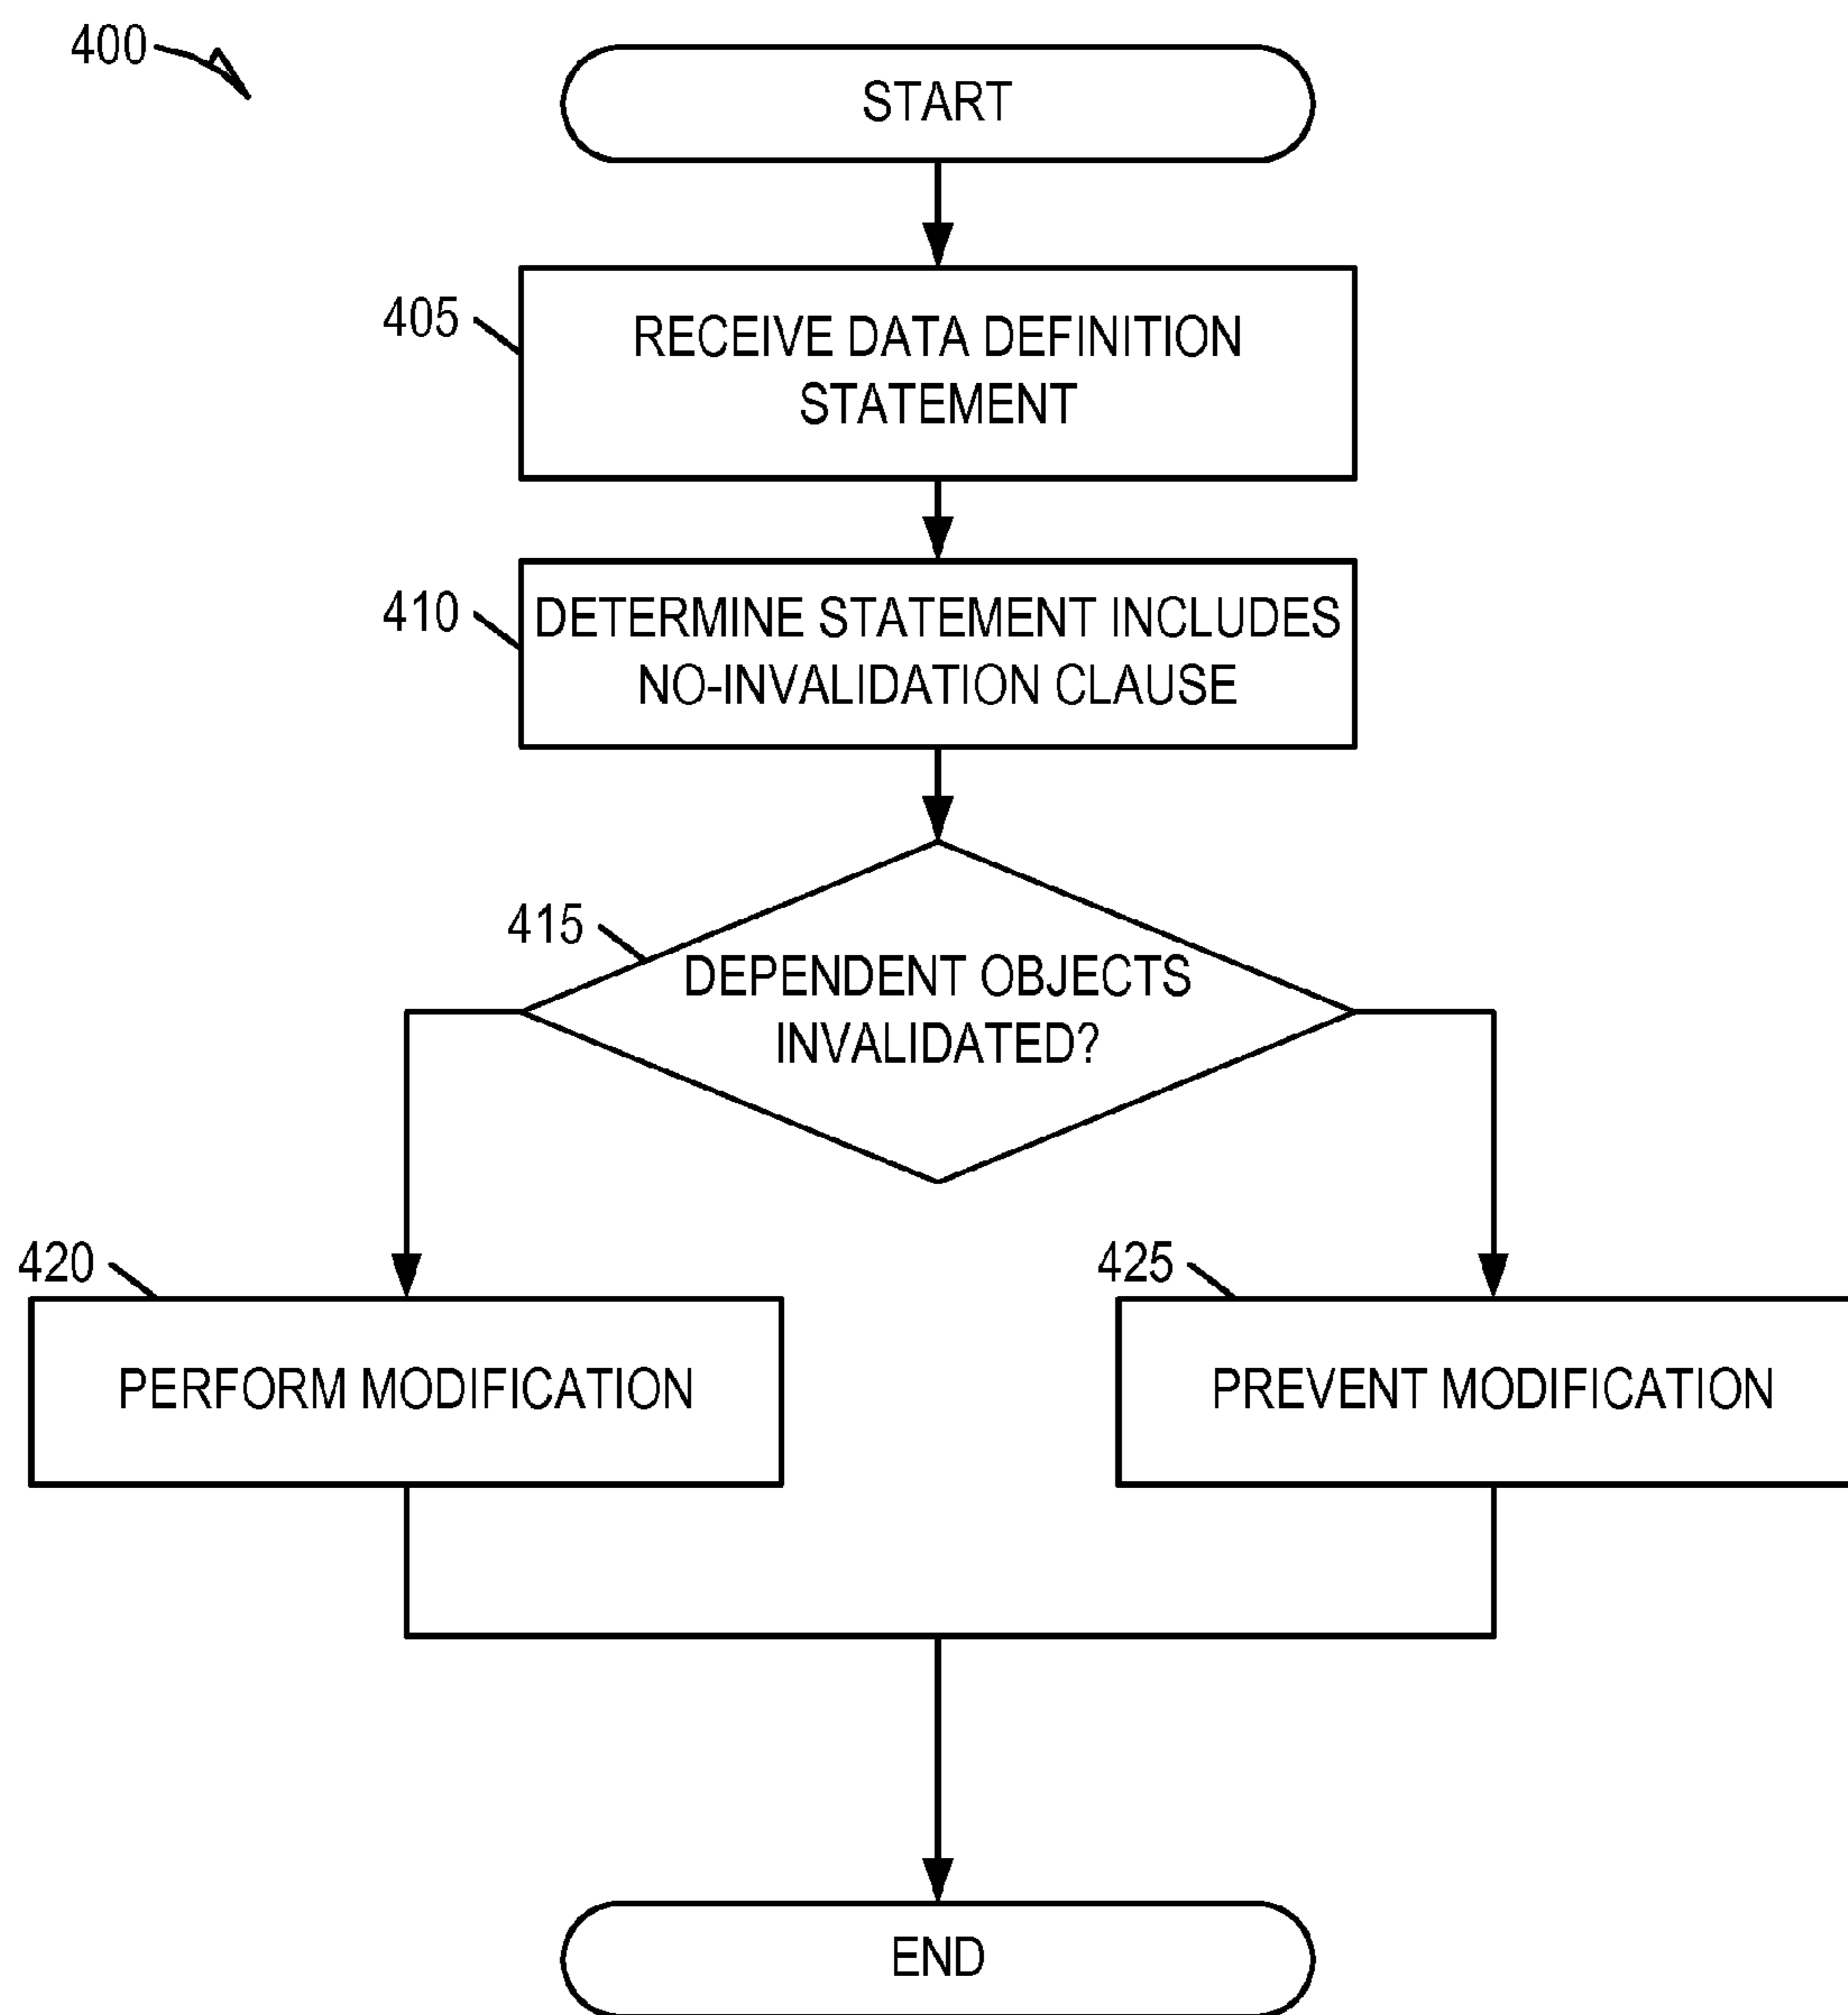 400
START
405
RECEIVE DATA DEFINITION
STATEMENT
410
DETERMINE STATEMENT INCLUDES
NO-INVALIDATION CLAUSE
415
DEPENDENT OBJECTS
INVALIDATED?
420
PERFORM MODIFICATION
425
PREVENT MODIFICATION
END